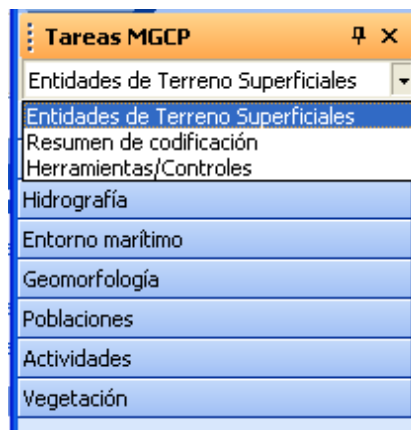 Tareas MGCP
Entidades de Terreno Superficiales
Entidades de Terreno Superficiales
Resumen de codificación
Herramientas/Controles
Hidrografía
Entorno marítimo
Geomorfología
Poblaciones
Actividades
Vegetación